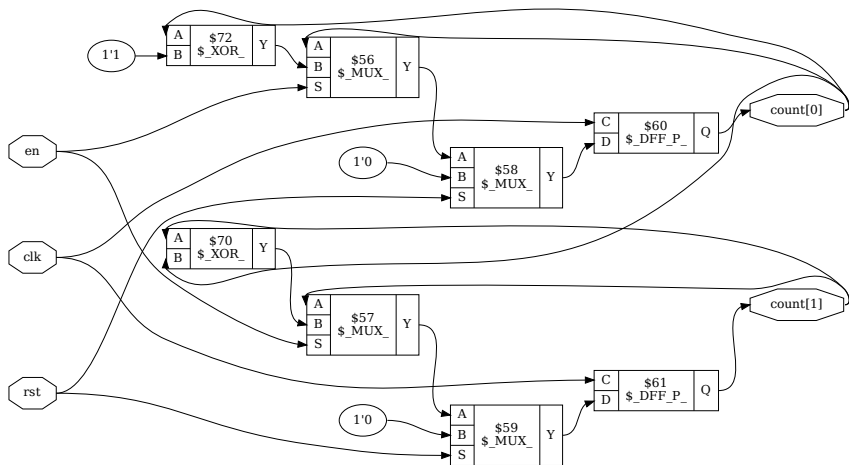 A
B
$72
$_XOR_
Y
1'1
A
B
S
$56
$_MUX_
Y
count[0]
C
D
$60
$_DFF_P_
Q
en
1'0
A
B
S
$58
$_MUX_
Y
clk
A
B
$70
$_XOR_
Y
A
B
S
$57
$_MUX_
Y
count[1]
C
D
$61
$_DFF_P_
Q
rst
1'0
A
B
S
$59
$_MUX_
Y